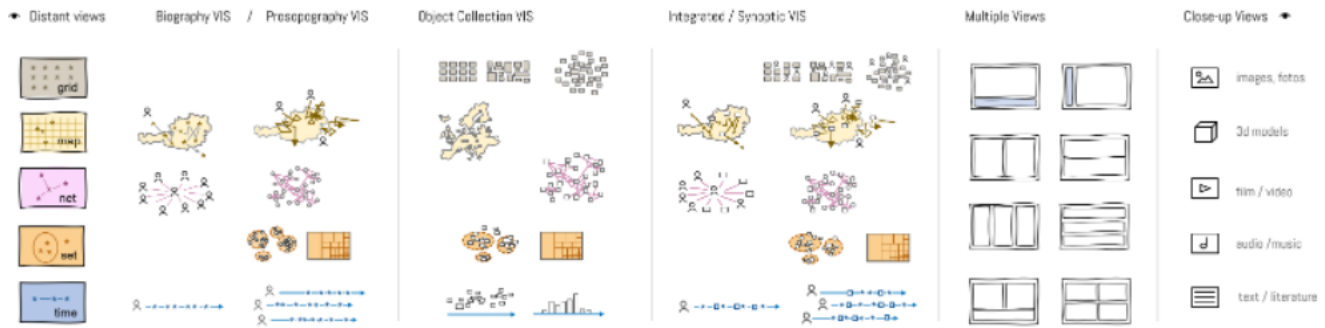 Distant views
Biography VIS / Prosopography VIS
Object Collection VIS
Integrated / Synoptic VIS
Multiple Views
Close-up Views
grid
map
net
set
time
images, fotos
3d models
film / video
audio /music
text / literature